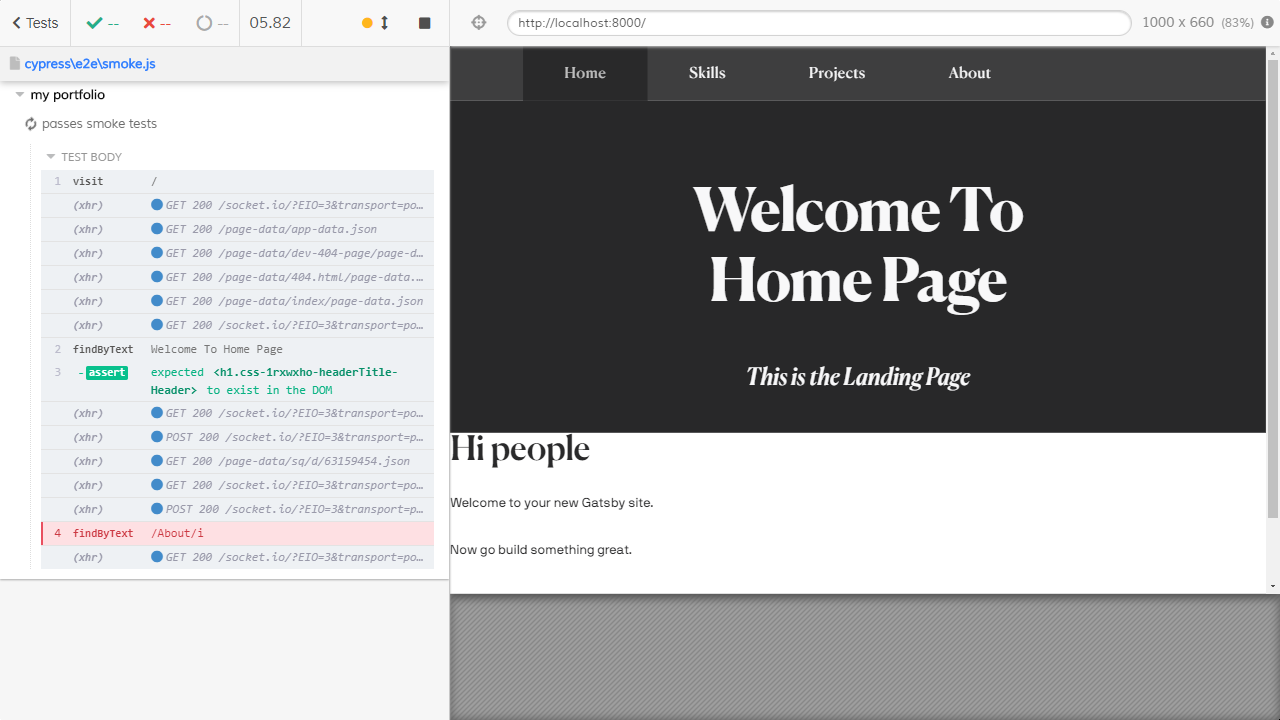 Tests
--
--
--
05.82
http://localhost:8000/
1000 x 660 (83%)
cypress\e2e\smoke.js
my portfolio
passes smoke tests
TEST BODY
1 visit /
(xhr) GET 200 /socket.io/?EIO=3&transport=po…
(xhr) GET 200 /page-data/app-data.json
(xhr) GET 200 /page-data/dev-404-page/page-d…
(xhr) GET 200 /page-data/404.html/page-data.…
(xhr) GET 200 /page-data/index/page-data.json
(xhr) GET 200 /socket.io/?EIO=3&transport=po…
2 findByText Welcome To Home Page
3 -assert expected <h1.css-1rxwxho-headerTitle-
Header> to exist in the DOM
(xhr) GET 200 /socket.io/?EIO=3&transport=po…
(xhr) POST 200 /socket.io/?EIO=3&transport=p…
(xhr) GET 200 /page-data/sq/d/63159454.json
(xhr) GET 200 /socket.io/?EIO=3&transport=po…
(xhr) POST 200 /socket.io/?EIO=3&transport=p…
4 findByText /About/i
(xhr) GET 200 /socket.io/?EIO=3&transport=po…
Home Skills Projects About
Welcome To
Home Page
This is the Landing Page
Hi people
Welcome to your new Gatsby site.
Now go build something great.